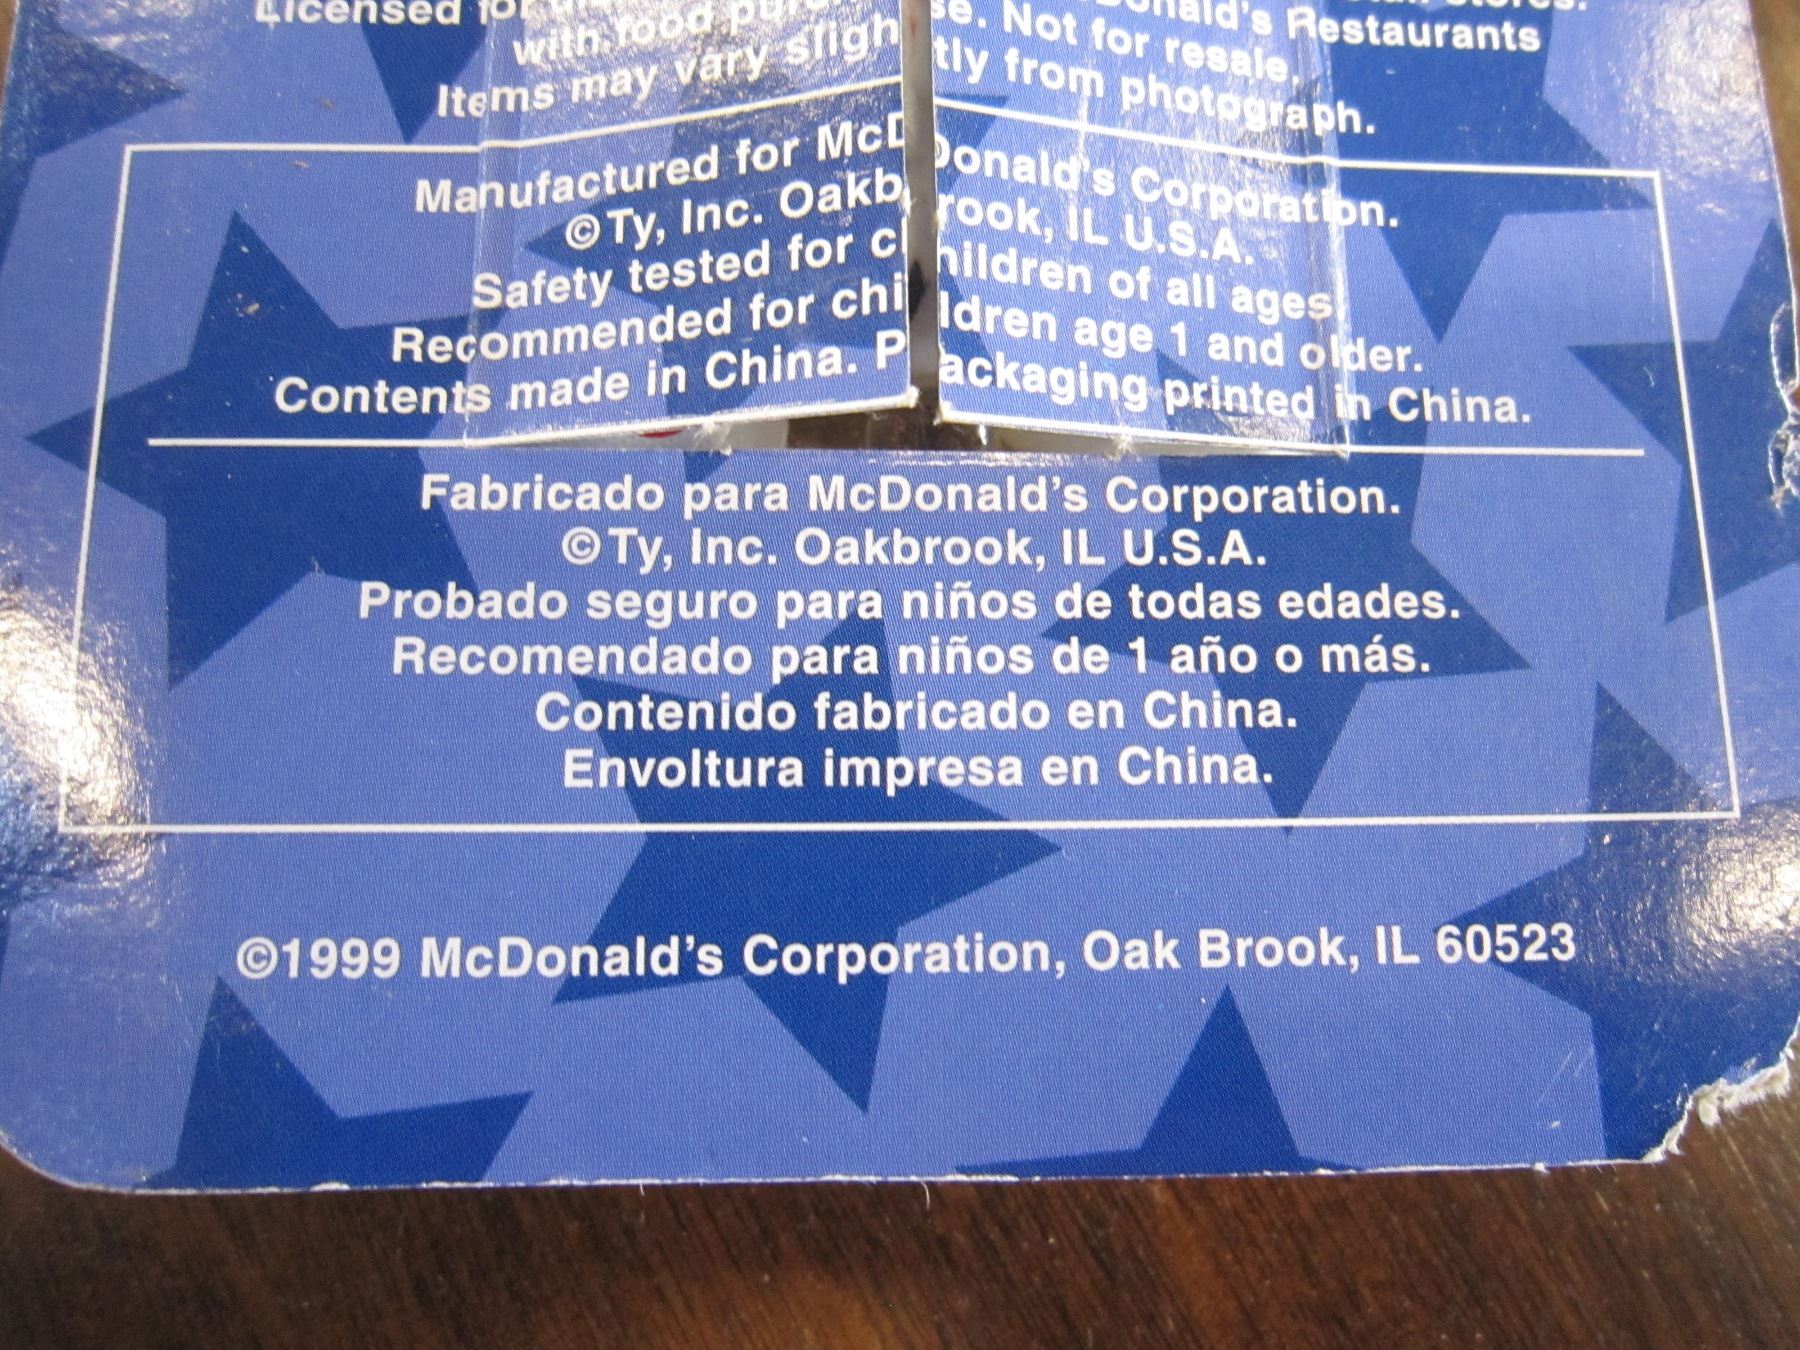 Licensed for
with food se. Not for resale.
McDonald's Restaurants
Items may vary slightly from photograph.
Manufactured for McDonald's Corporation.
©Ty, Inc. Oakbrook, IL U.S.A.
Safety tested for children of all ages
Recommended for children age 1 and older.
Contents made in China. Packaging printed in China.
Fabricado para McDonald's Corporation.
©Ty, Inc. Oakbrook, IL U.S.A.
Probado seguro para niños de todas edades.
Recomendado para niños de 1 año o más.
Contenido fabricado en China.
Envoltura impresa en China.
©1999 McDonald's Corporation, Oak Brook, IL 60523